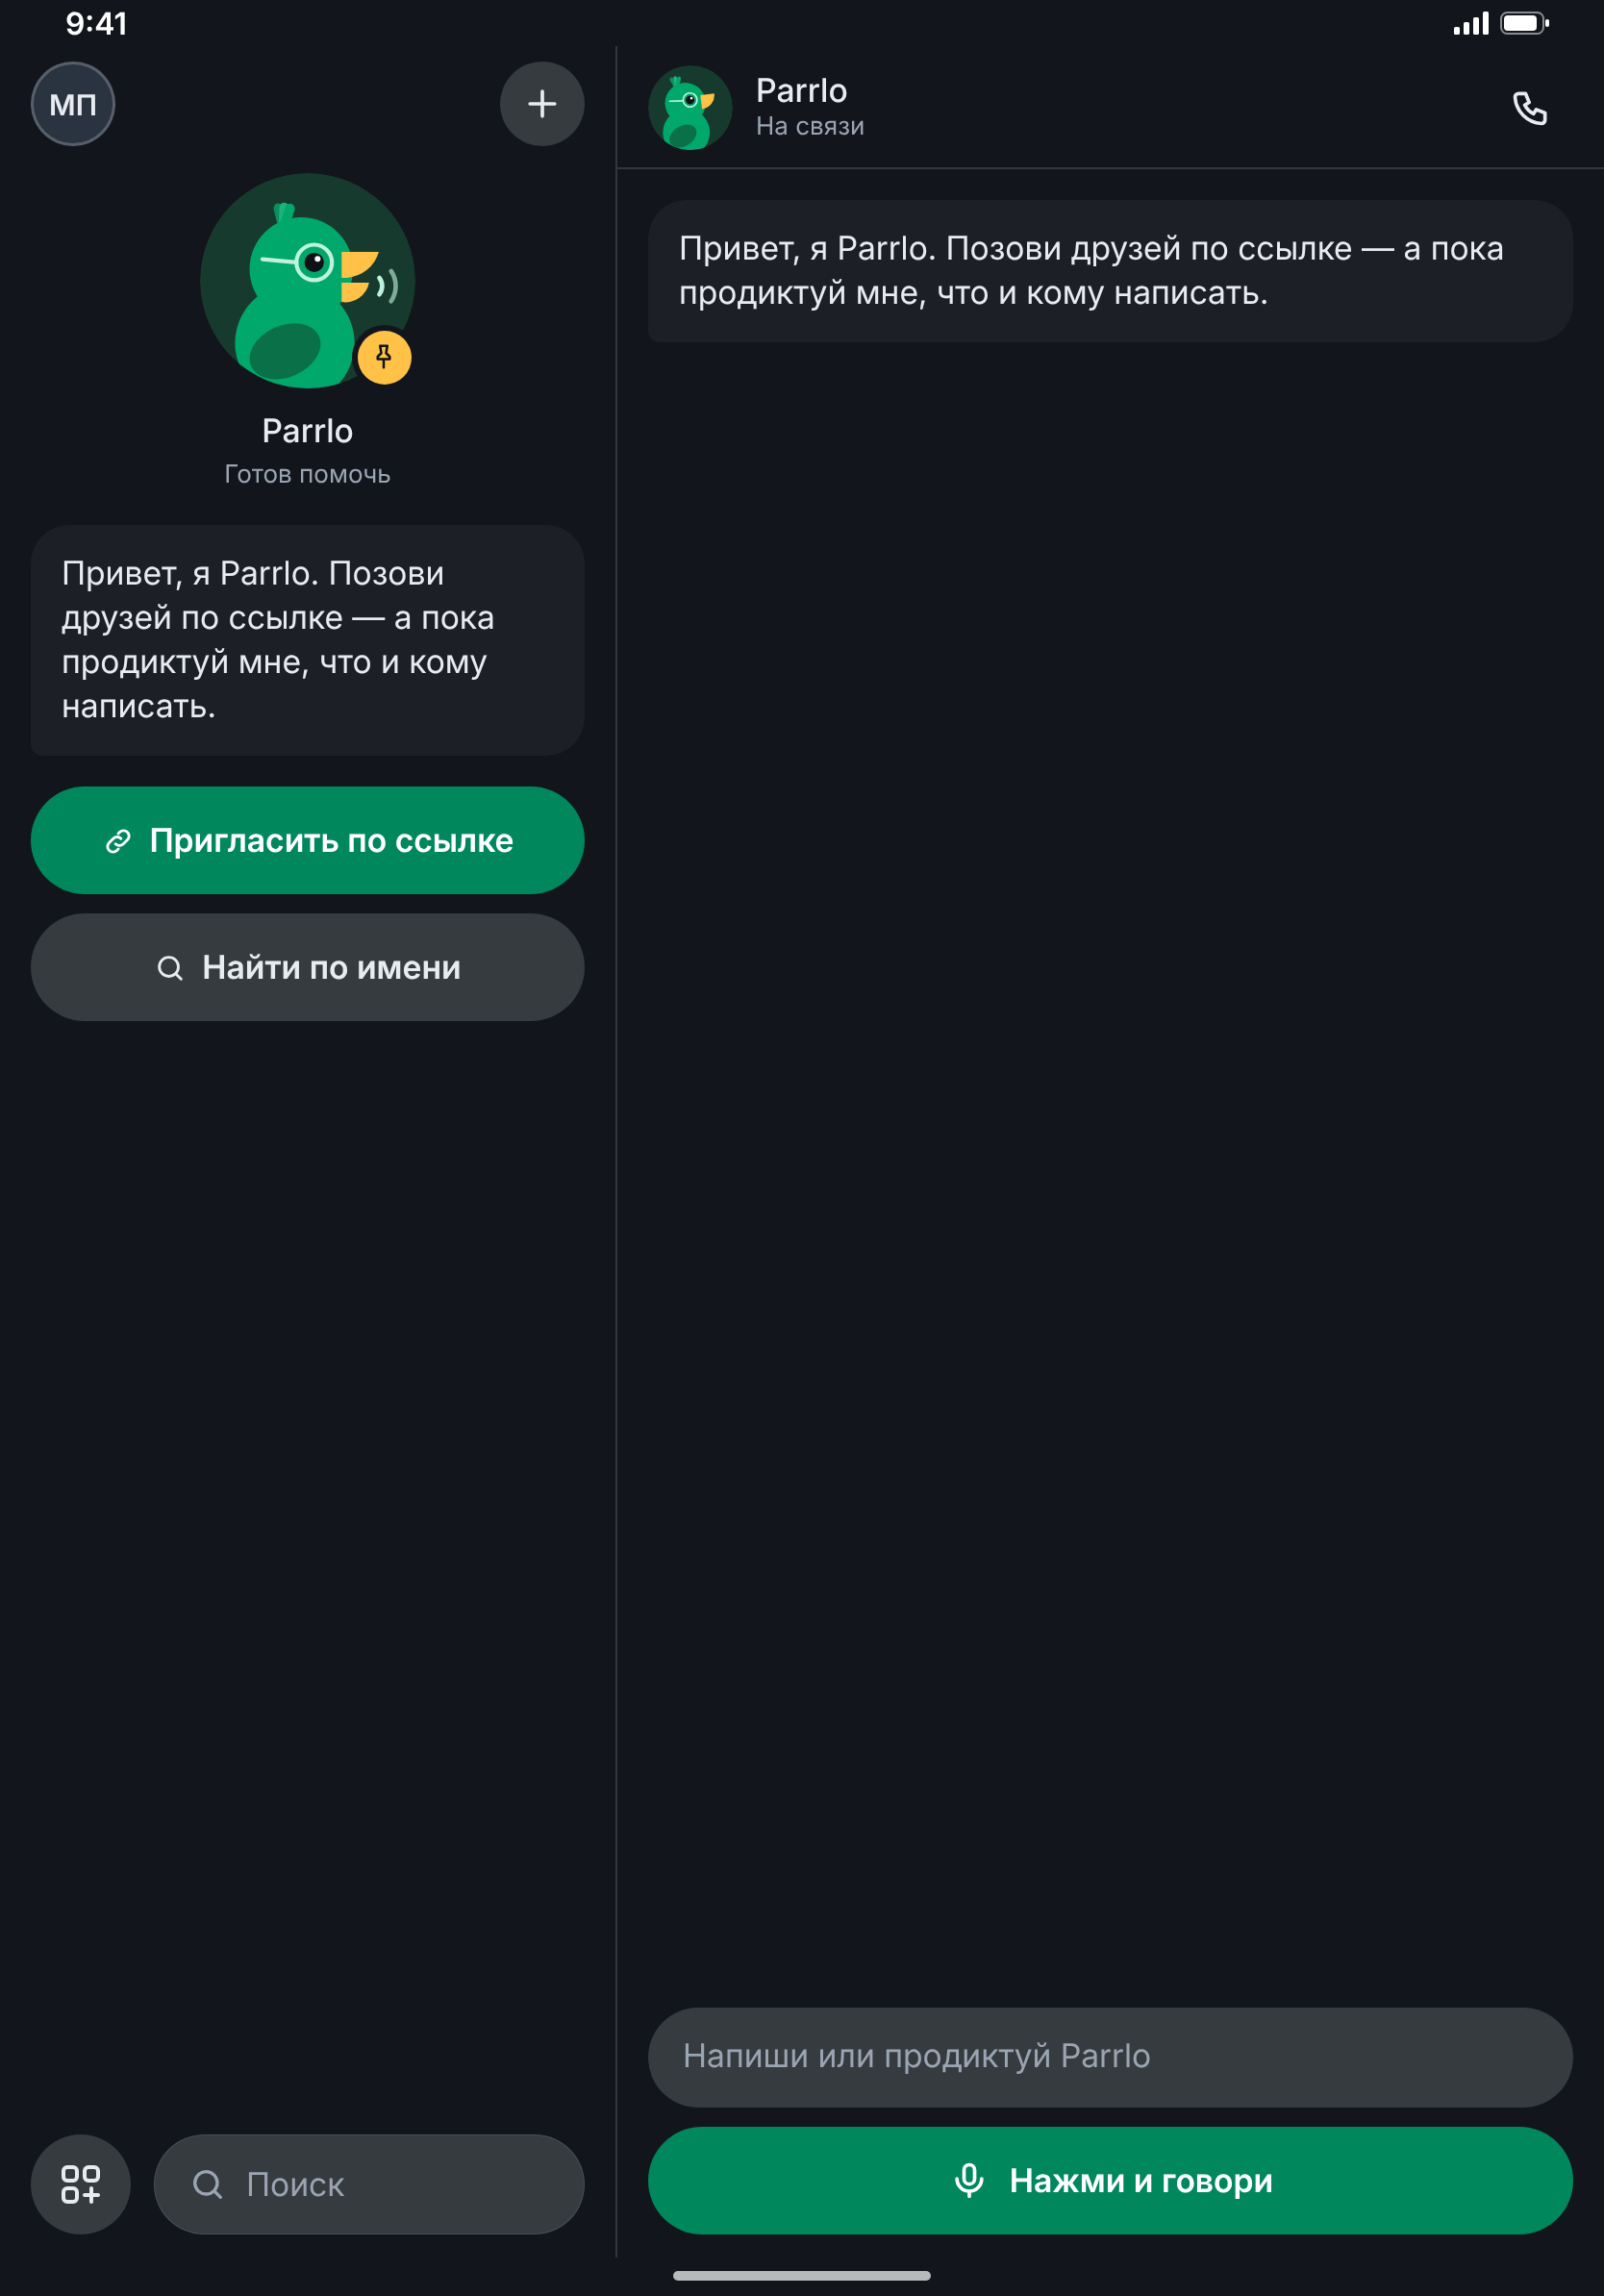 9:41
МП
Parrlo
Готов помочь
Привет, я Parrlo. Позови
друзей по ссылке — а пока
продиктуй мне, что и кому
написать.
Пригласить по ссылке
Найти по имени
Поиск
Parrlo
На связи
Привет, я Parrlo. Позови друзей по ссылке — а пока
продиктуй мне, что и кому написать.
Напиши или продиктуй Parrlo
Нажми и говори